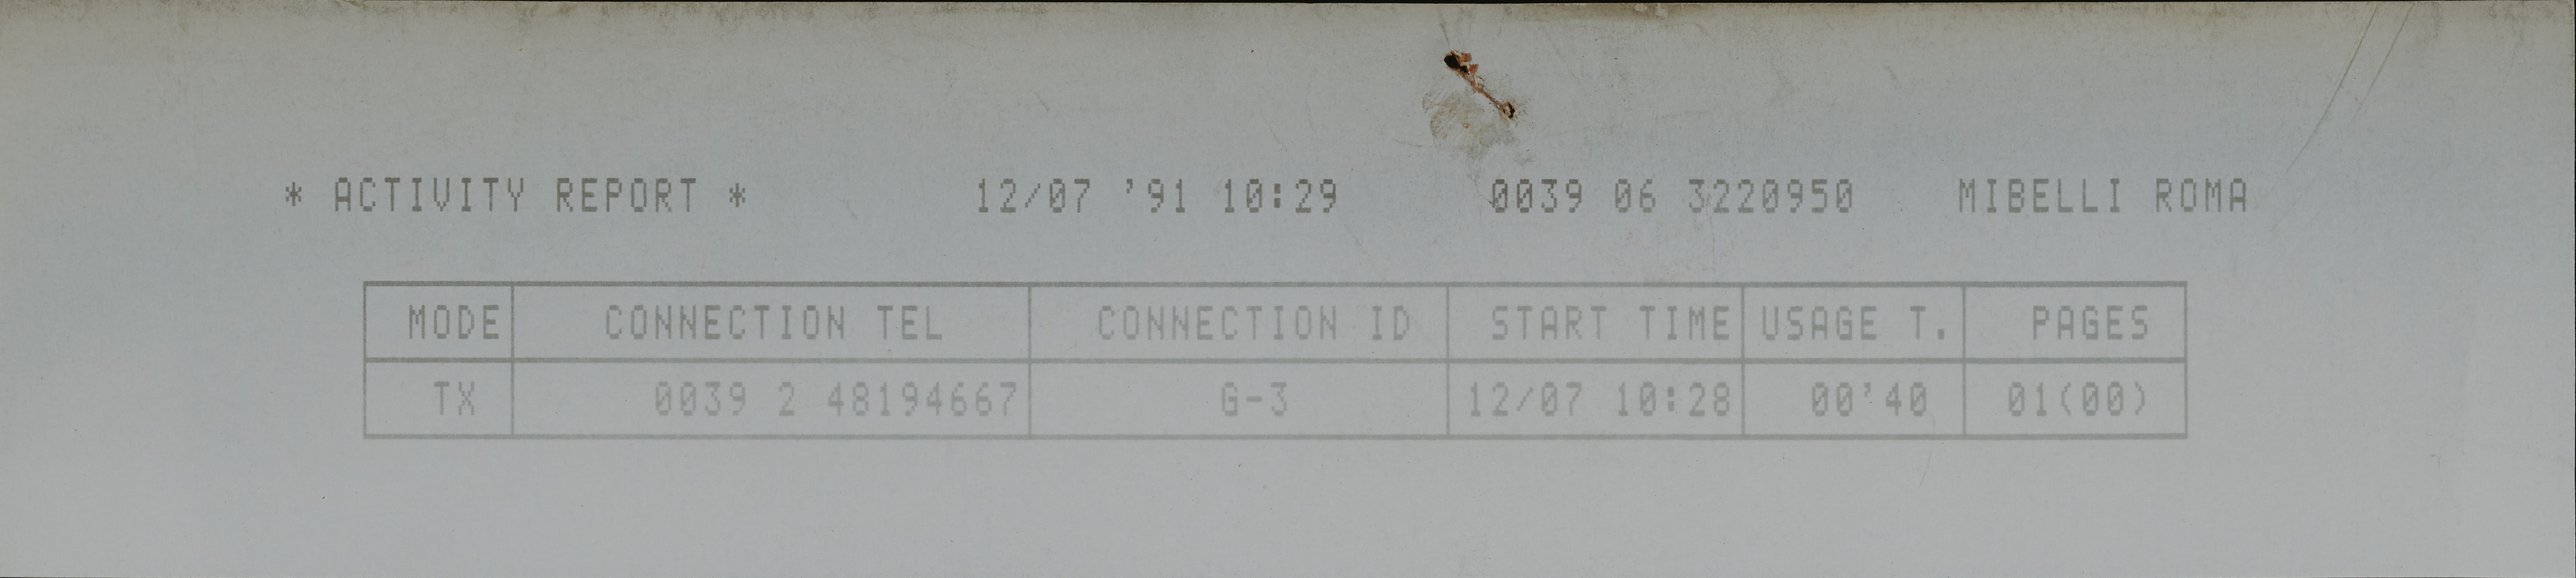 * ACTIVITY REPORT * 12/07 '91 10:29 0039 06 3220950 MIBELLI ROMA
MODE CONNECTION TEL CONNECTION ID START TIME USAGE T. PAGES
TX 0039 2 48194667 G-3 12/07 10:28 00'40 01(00)